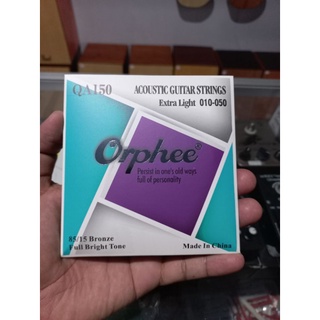 QA150
ACOUSTIC GUITAR STRINGS
Extra Light 010-050
Orphee®
Persist in one's old ways
full of personality
85/15 Bronze
Full Bright Tone
Made In China